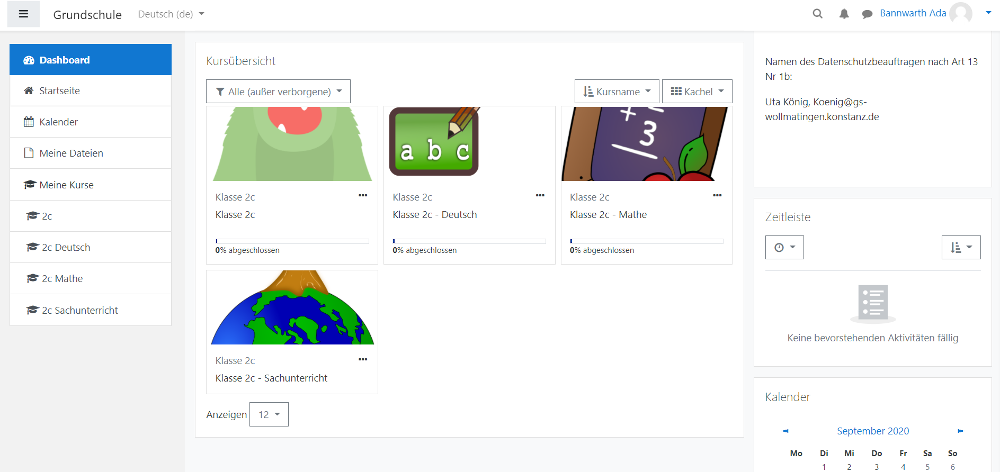 Grundschule Deutsch (de) Bannwarth Ada
Dashboard
Startseite
Kalender
Meine Dateien
Meine Kurse
2c
2c Deutsch
2c Mathe
2c Sachunterricht
Kursübersicht
Alle (außer verborgene) Kursname Kachel
a b c
+ =
3
Klasse 2c
Klasse 2c
0% abgeschlossen
Klasse 2c
Klasse 2c - Deutsch
0% abgeschlossen
Klasse 2c
Klasse 2c - Mathe
0% abgeschlossen
Klasse 2c
Klasse 2c - Sachunterricht
Anzeigen 12
Namen des Datenschutzbeauftragen nach Art 13
Nr 1b:
Uta König, Koenig@gs-
wollmatingen.konstanz.de
Zeitleiste
Keine bevorstehenden Aktivitäten fällig
Kalender
◄ September 2020 ►
Mo Di Mi Do Fr Sa So
1 2 3 4 5 6